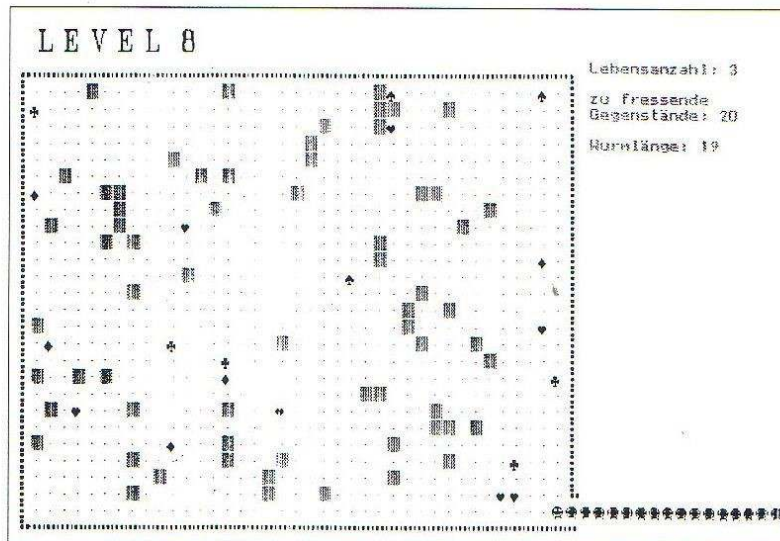 LEVEL 8
Lebensanzahl: 3
zu fressende
Gegenstände: 20
Wurmlänge: 19